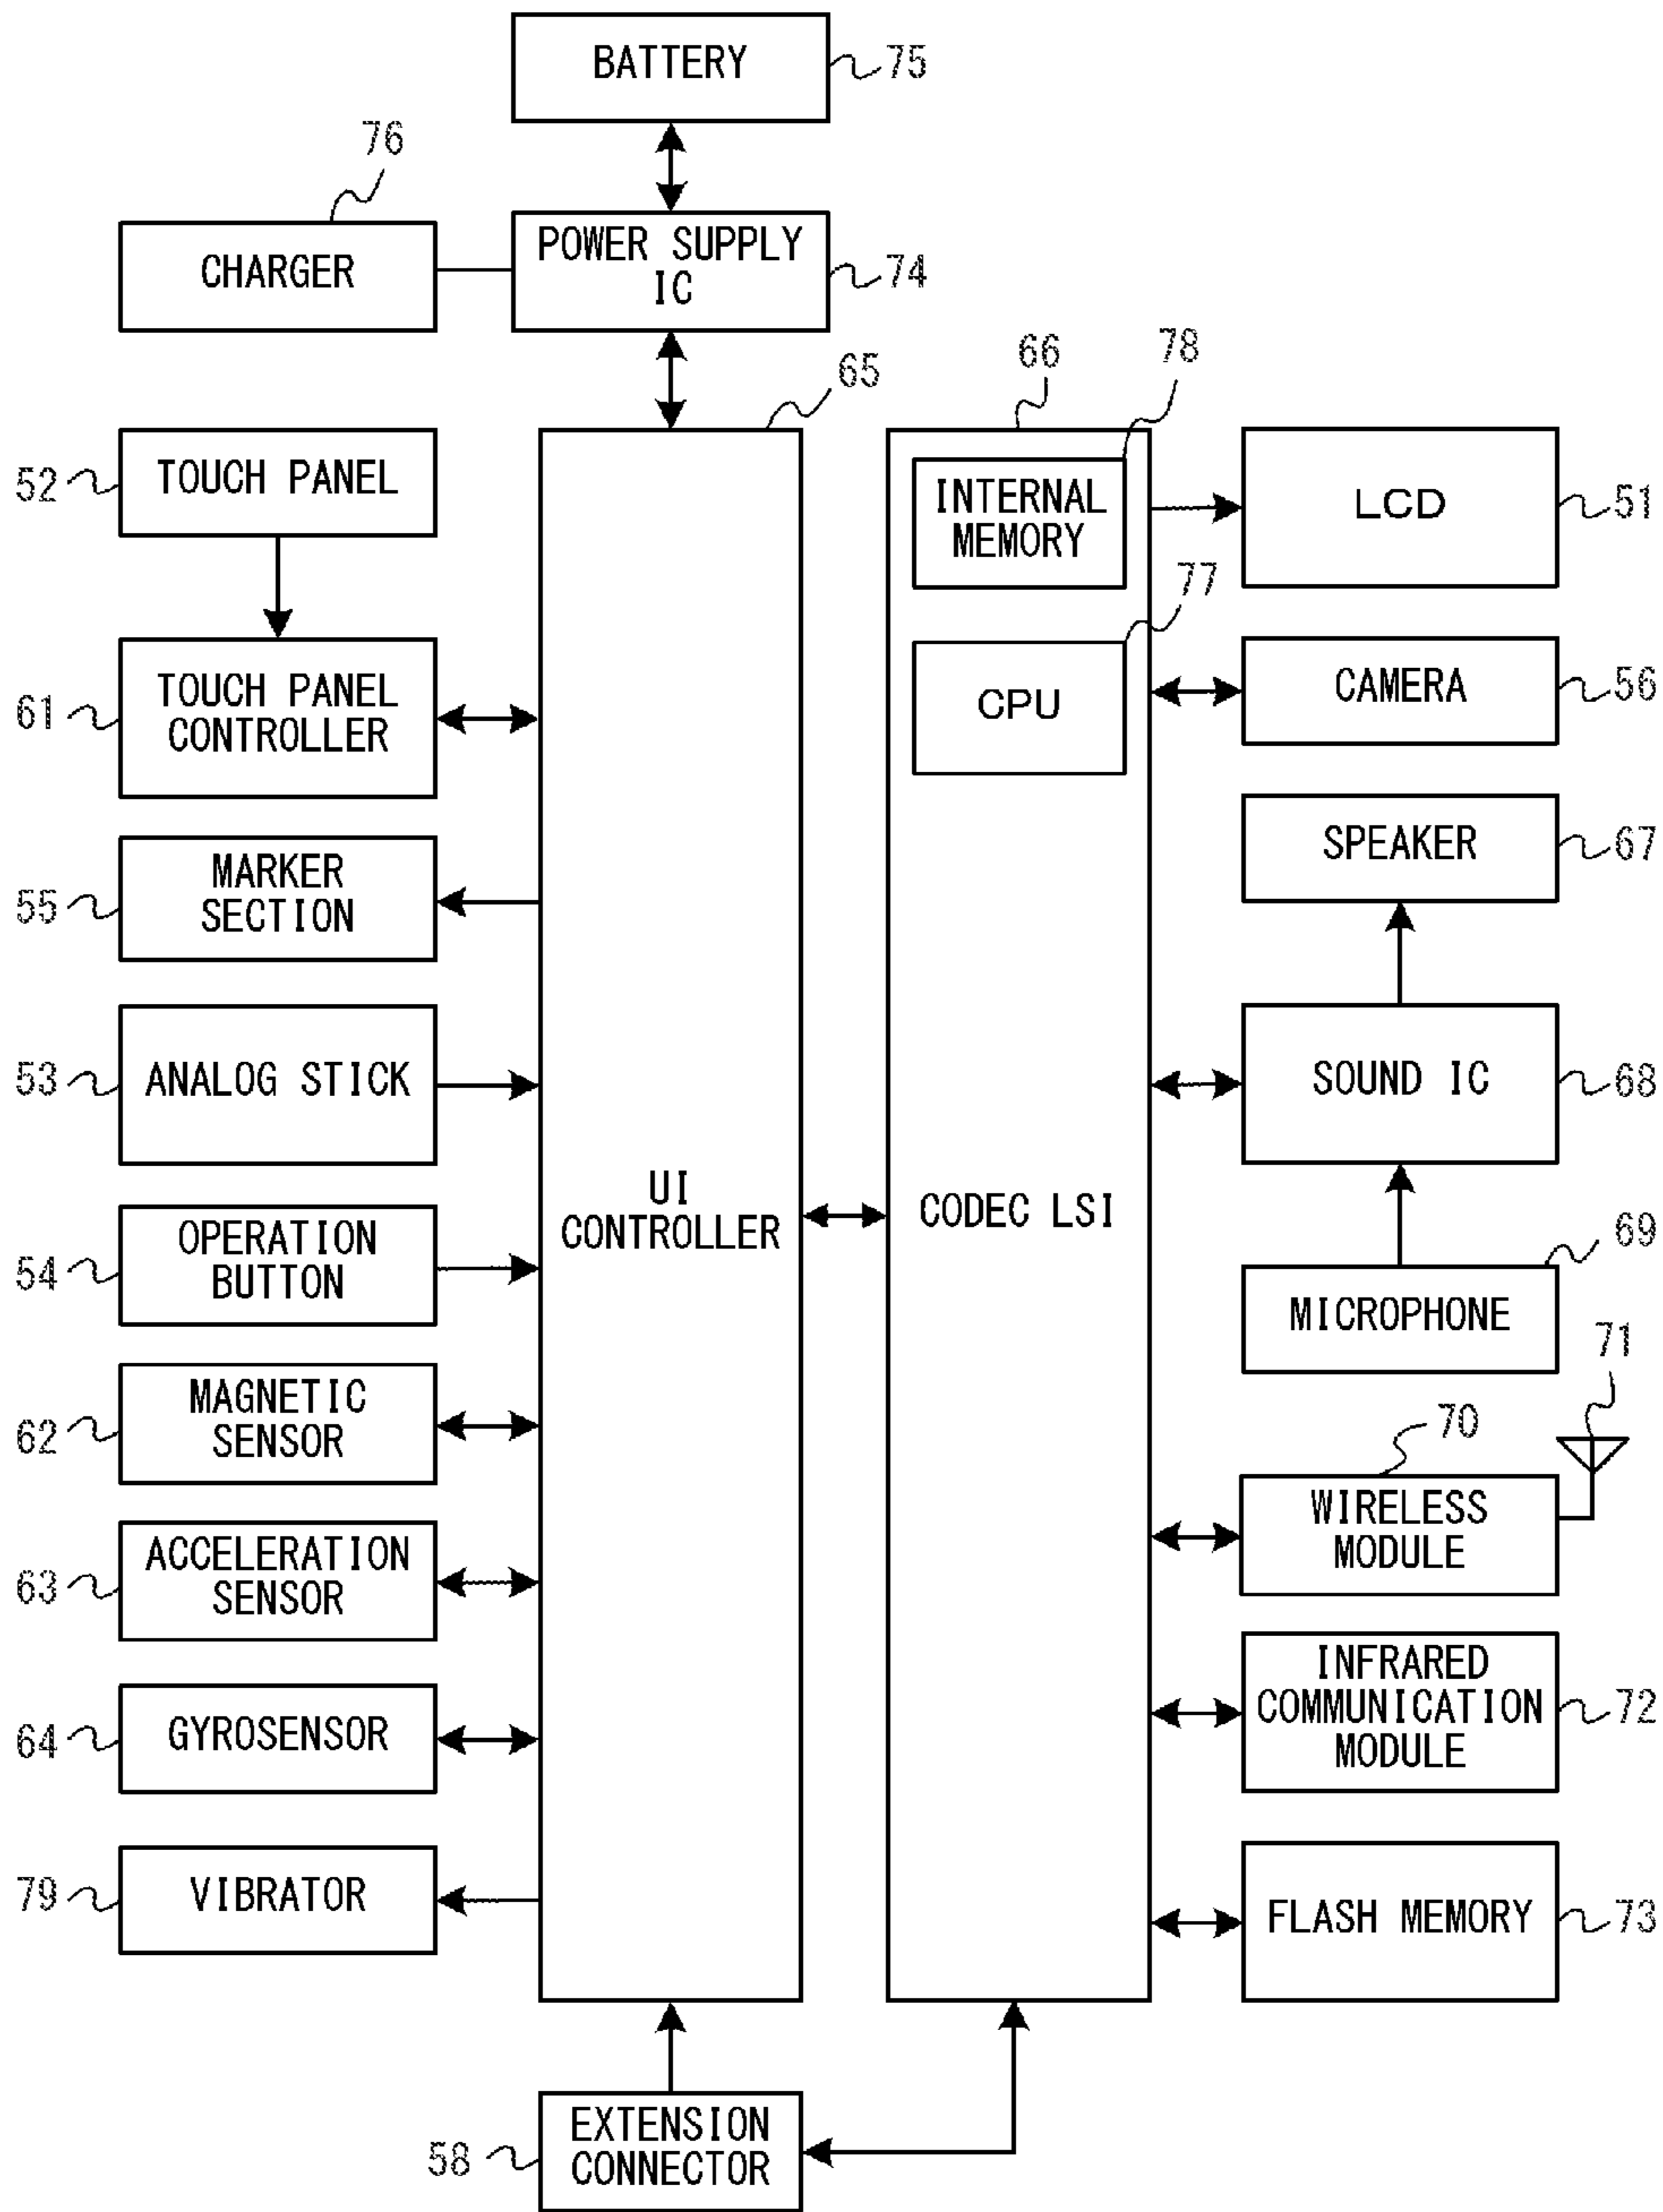 BATTERY
75
76
CHARGER
POWER SUPPLY
IC
74
65
66
78
52
TOUCH PANEL
INTERNAL
MEMORY
LCD
51
77
61
TOUCH PANEL
CONTROLLER
CPU
CAMERA
56
SPEAKER
67
55
MARKER
SECTION
53
ANALOG STICK
SOUND IC
68
UI
CONTROLLER
CODEC LSI
54
OPERATION
BUTTON
69
MICROPHONE
71
62
MAGNETIC
SENSOR
70
WIRELESS
MODULE
63
ACCELERATION
SENSOR
64
GYROSENSOR
INFRARED
COMMUNICATION
MODULE
72
79
VIBRATOR
FLASH MEMORY
73
58
EXTENSION
CONNECTOR